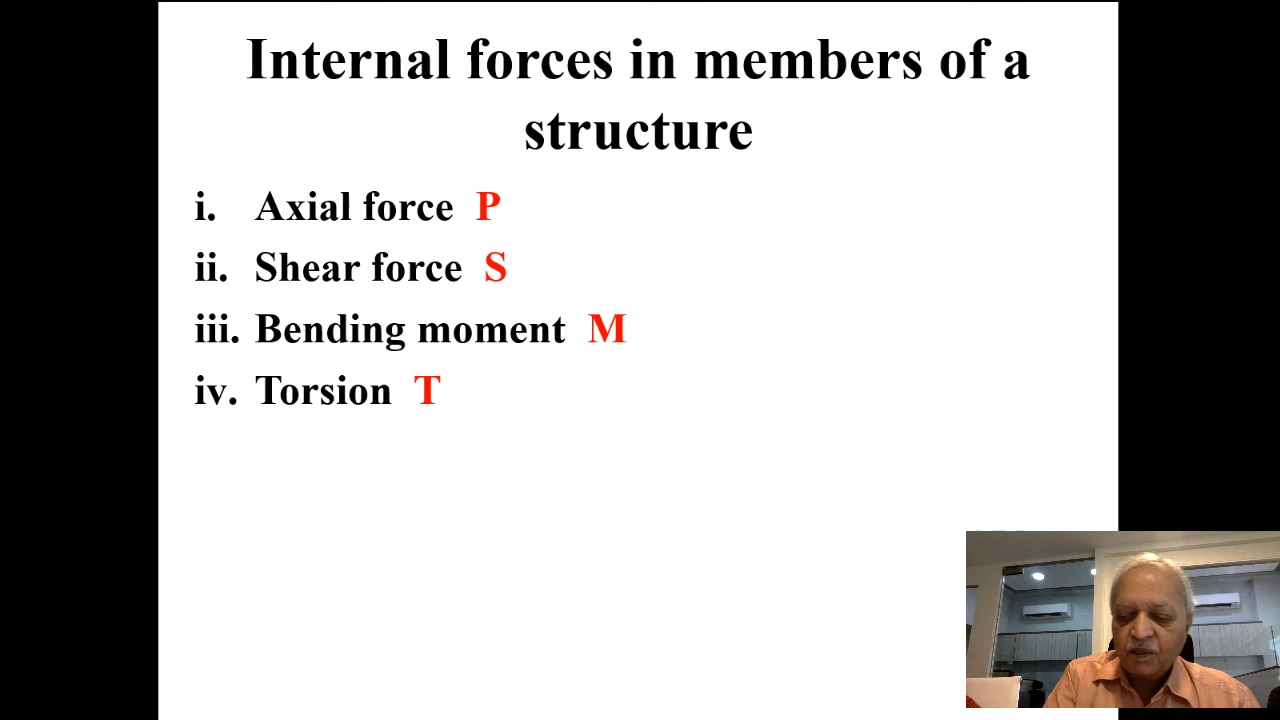 Internal forces in members of a
structure
i. Axial force P
ii. Shear force S
iii. Bending moment M
iv. Torsion T